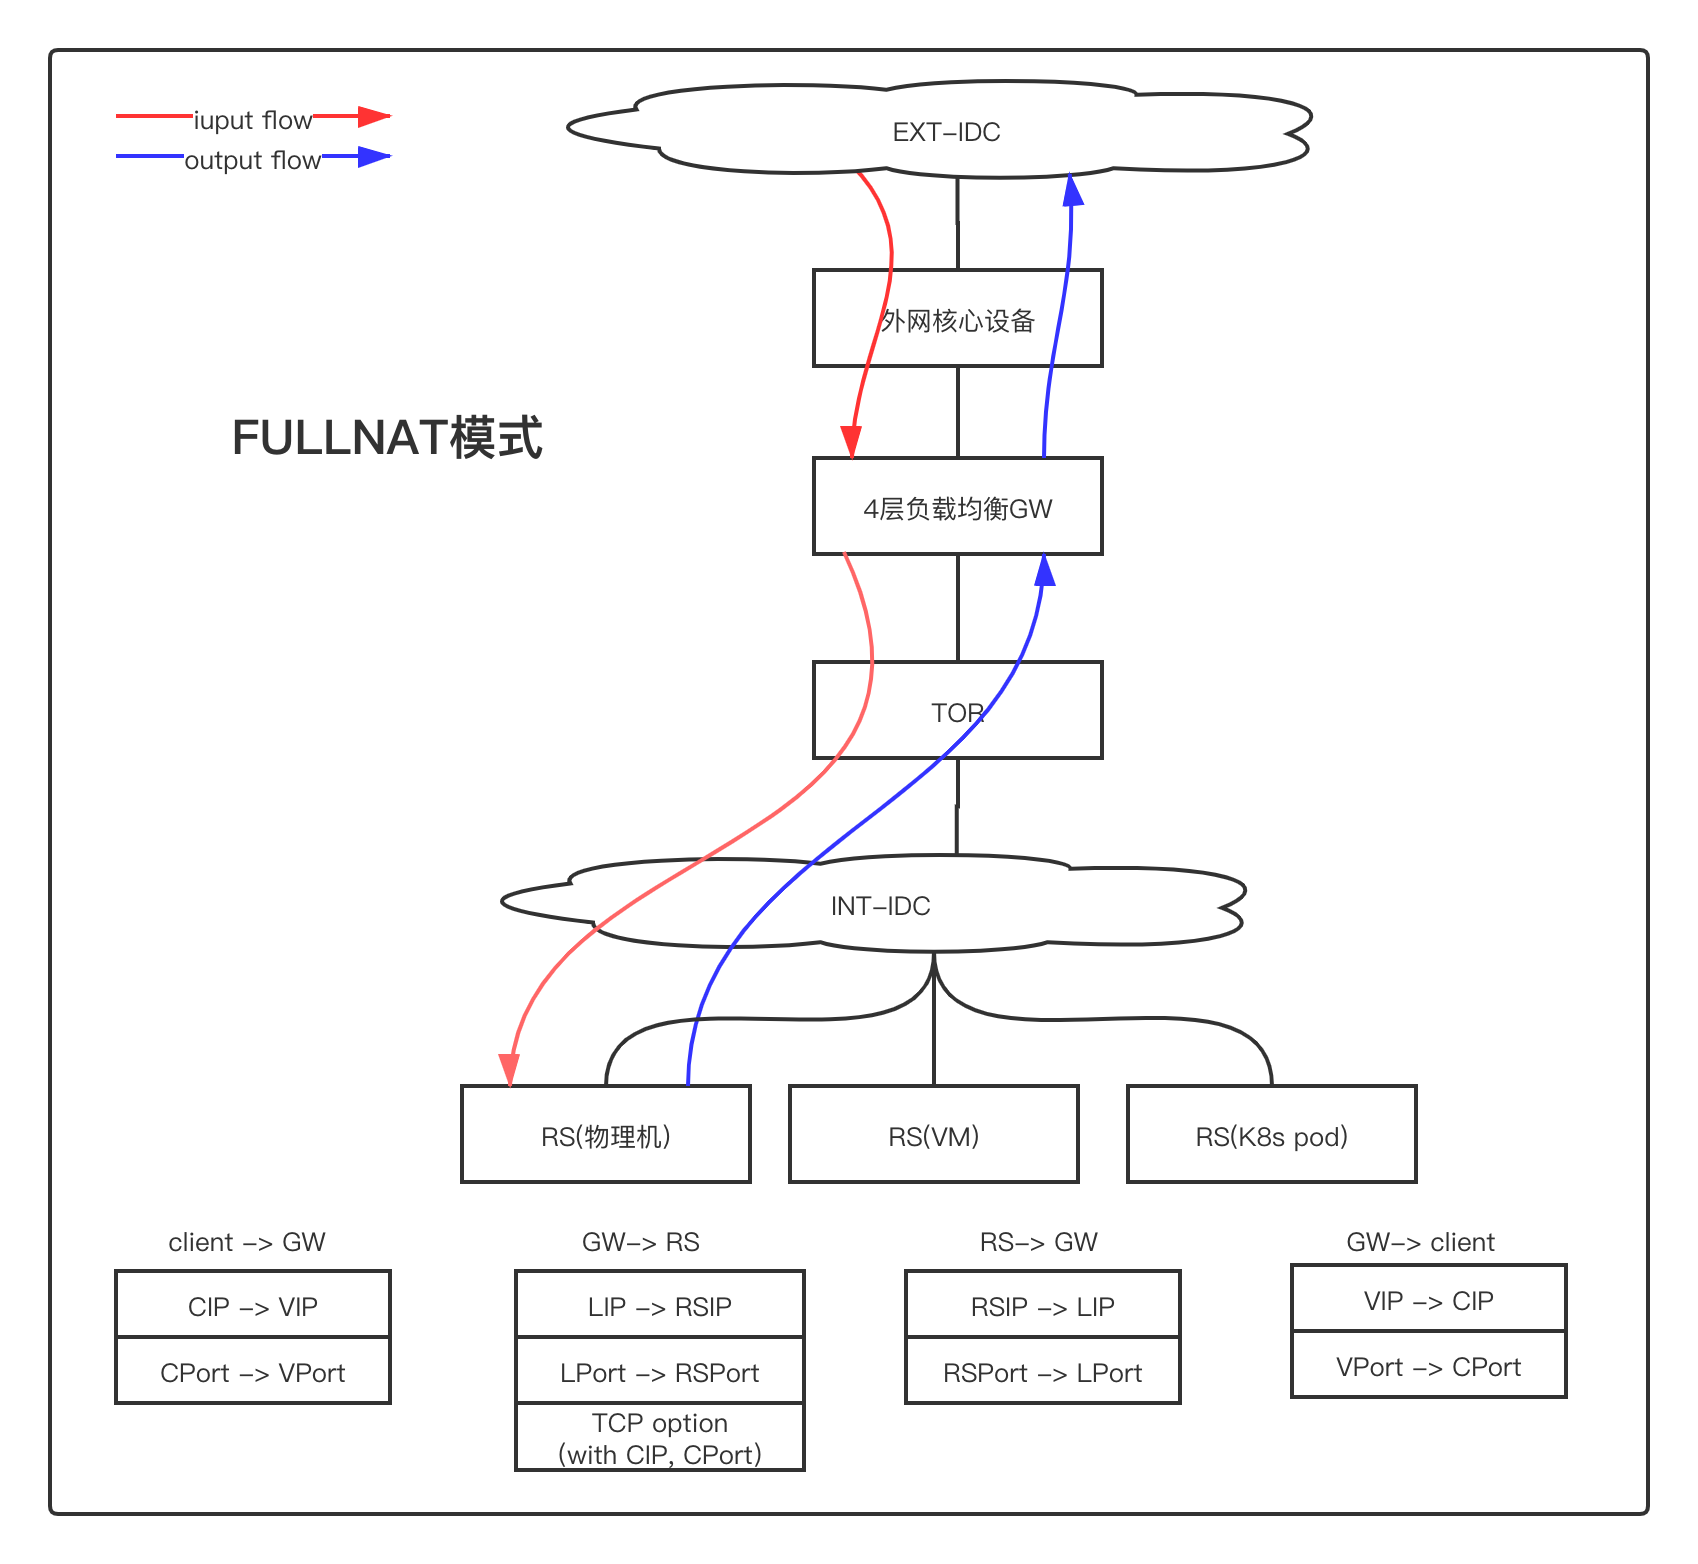 iuput flow
output flow
EXT-IDC
外网核心设备
FULLNAT模式
4层负载均衡GW
TOR
INT-IDC
RS(物理机)
RS(VM)
RS(K8s pod)
client -> GW
CIP -> VIP
CPort -> VPort
GW-> RS
LIP -> RSIP
LPort -> RSPort
TCP option
(with CIP, CPort)
RS-> GW
RSIP -> LIP
RSPort -> LPort
GW-> client
VIP -> CIP
VPort -> CPort